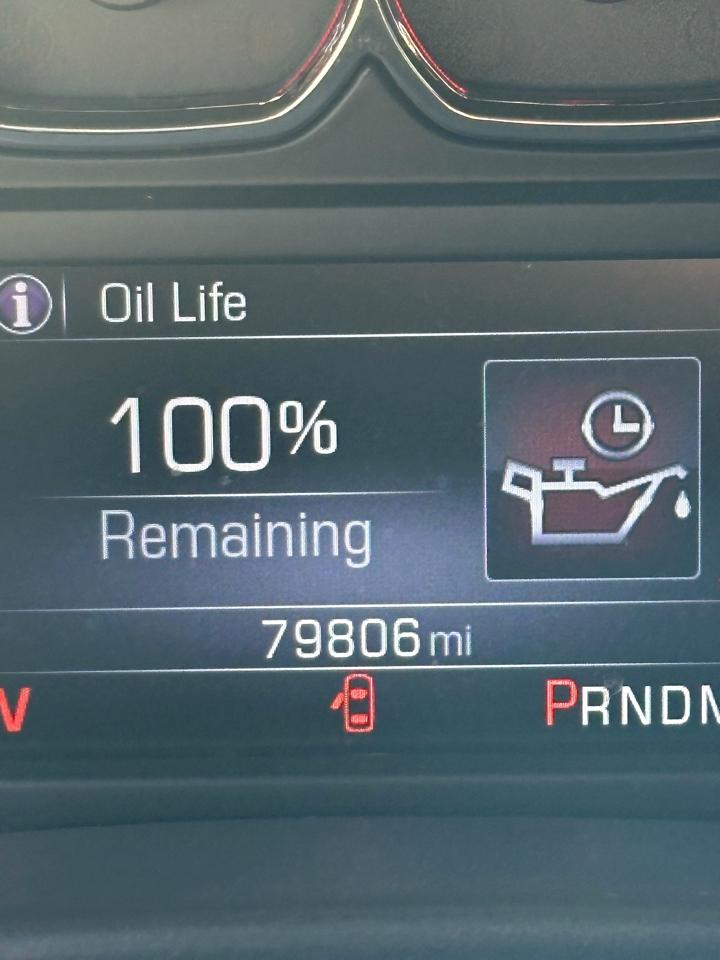 i Oil Life
100%
Remaining
79806 mi
PRNDM